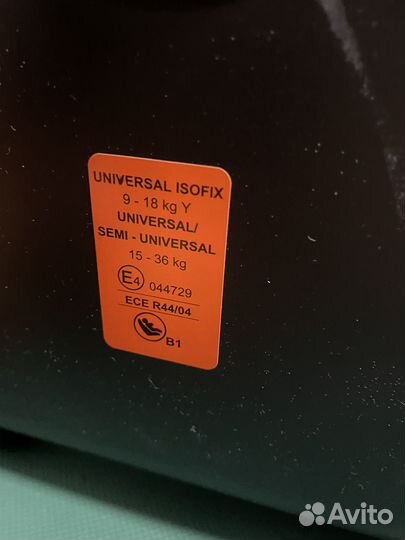 UNIVERSAL ISOFIX
9 - 18 kg Y
UNIVERSAL/
SEMI - UNIVERSAL
15 - 36 kg
E4 044729
ECE R44/04
B1
Avito